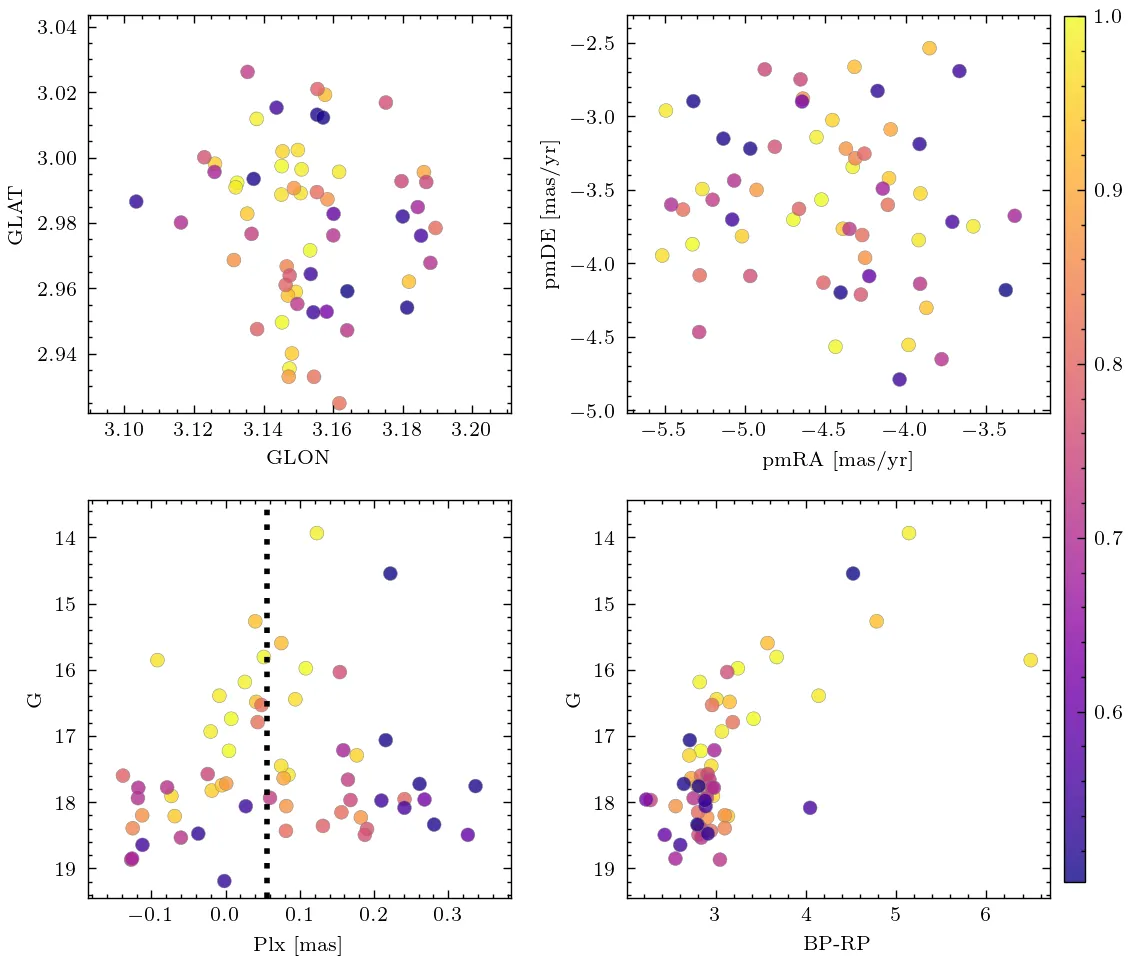 3.04
3.02
3.00
2.98
2.96
2.94
GLAT
3.10 3.12 3.14 3.16 3.18 3.20
GLON
−2.5
−3.0
−3.5
−4.0
−4.5
−5.0
pmDE [mas/yr]
−5.5 −5.0 −4.5 −4.0 −3.5
pmRA [mas/yr]
1.0
0.9
0.8
0.7
0.6
14
15
16
17
18
19
G
−0.1 0.0 0.1 0.2 0.3
Plx [mas]
14
15
16
17
18
19
G
3 4 5 6
BP-RP